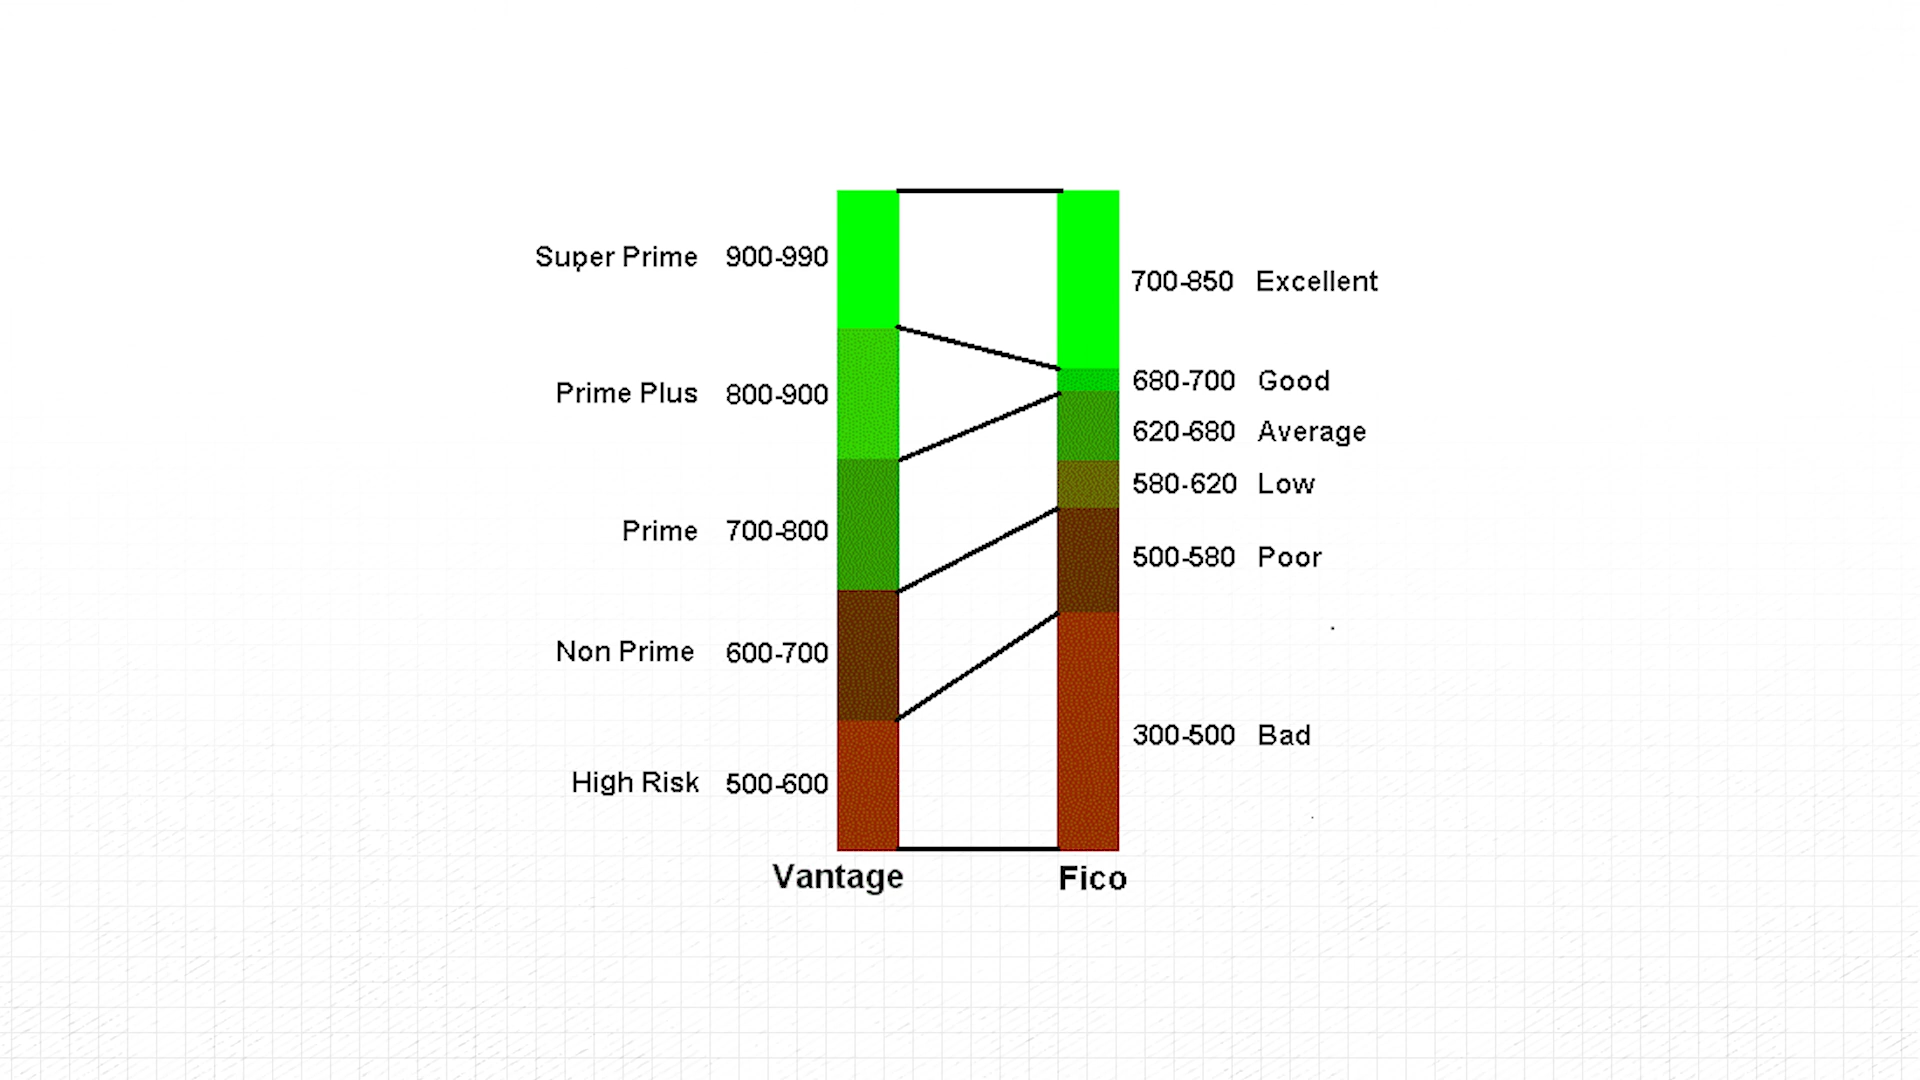 Super Prime 900-990
700-850 Excellent
680-700 Good
Prime Plus 800-900
620-680 Average
580-620 Low
Prime 700-800
500-580 Poor
Non Prime 600-700
300-500 Bad
High Risk 500-600
Vantage Fico